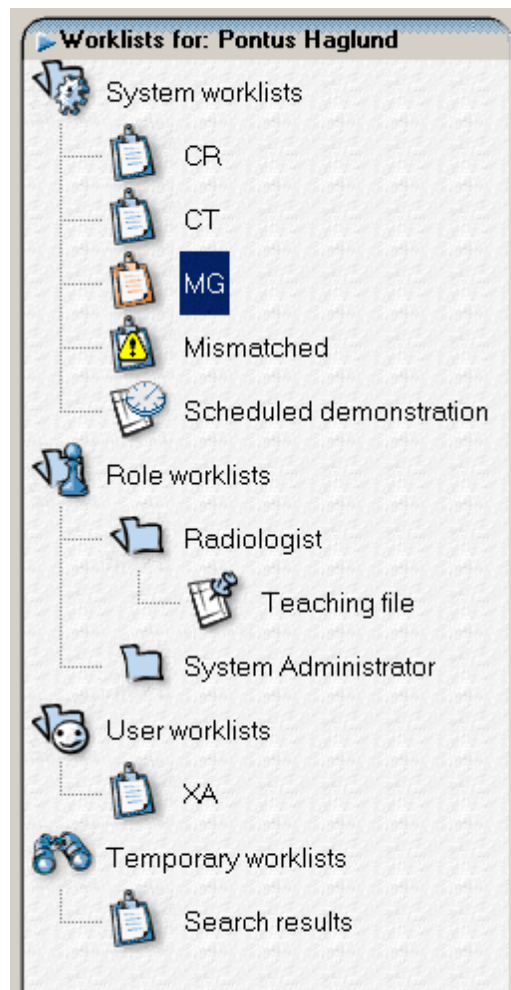 Worklists for: Pontus Haglund
System worklists
CR
CT
MG
Mismatched
Scheduled demonstration
Role worklists
Radiologist
Teaching file
System Administrator
User worklists
XA
Temporary worklists
Search results